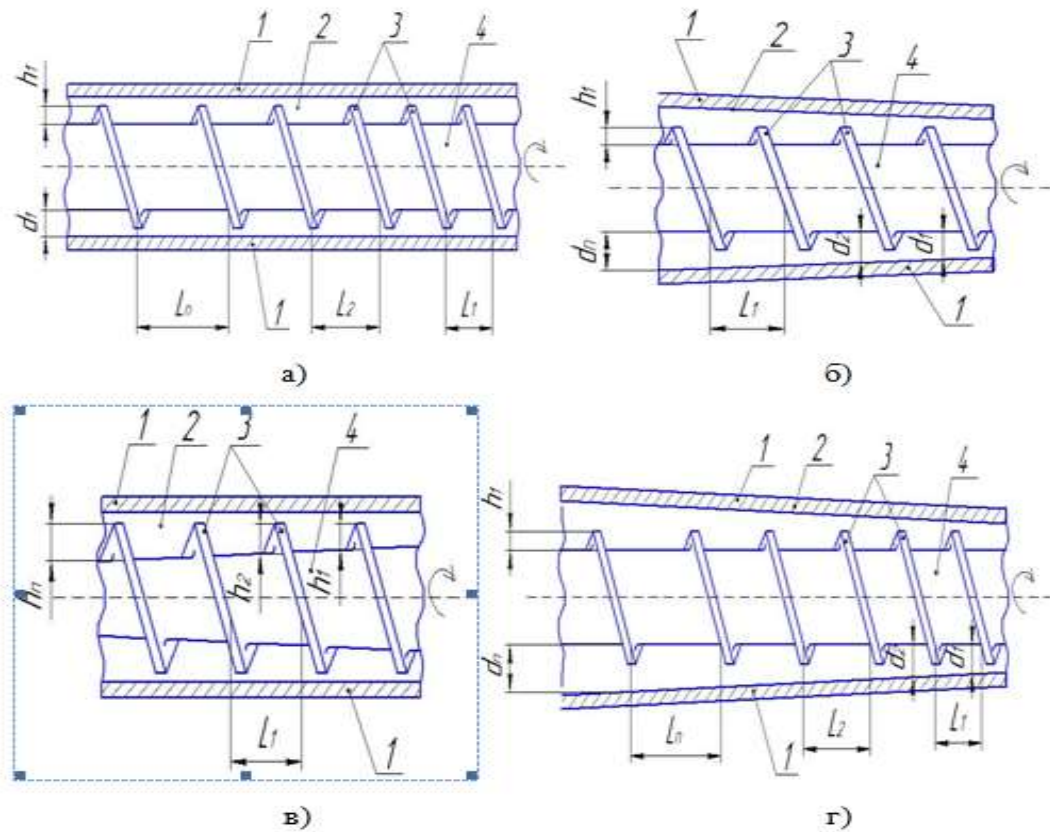 1 2 3 4
h₁
d₁
Lₙ L₂ L₁
1
а)
1 2 3 4
h₁
dₙ d₂ d₁
L₁ 1
б)
1 2 3 4
hₙ h₂ h₁
L₁ 1
в)
1 2 3 4
h₁
dₙ d₂ d₁
Lₙ 1 L₂ L₁
г)